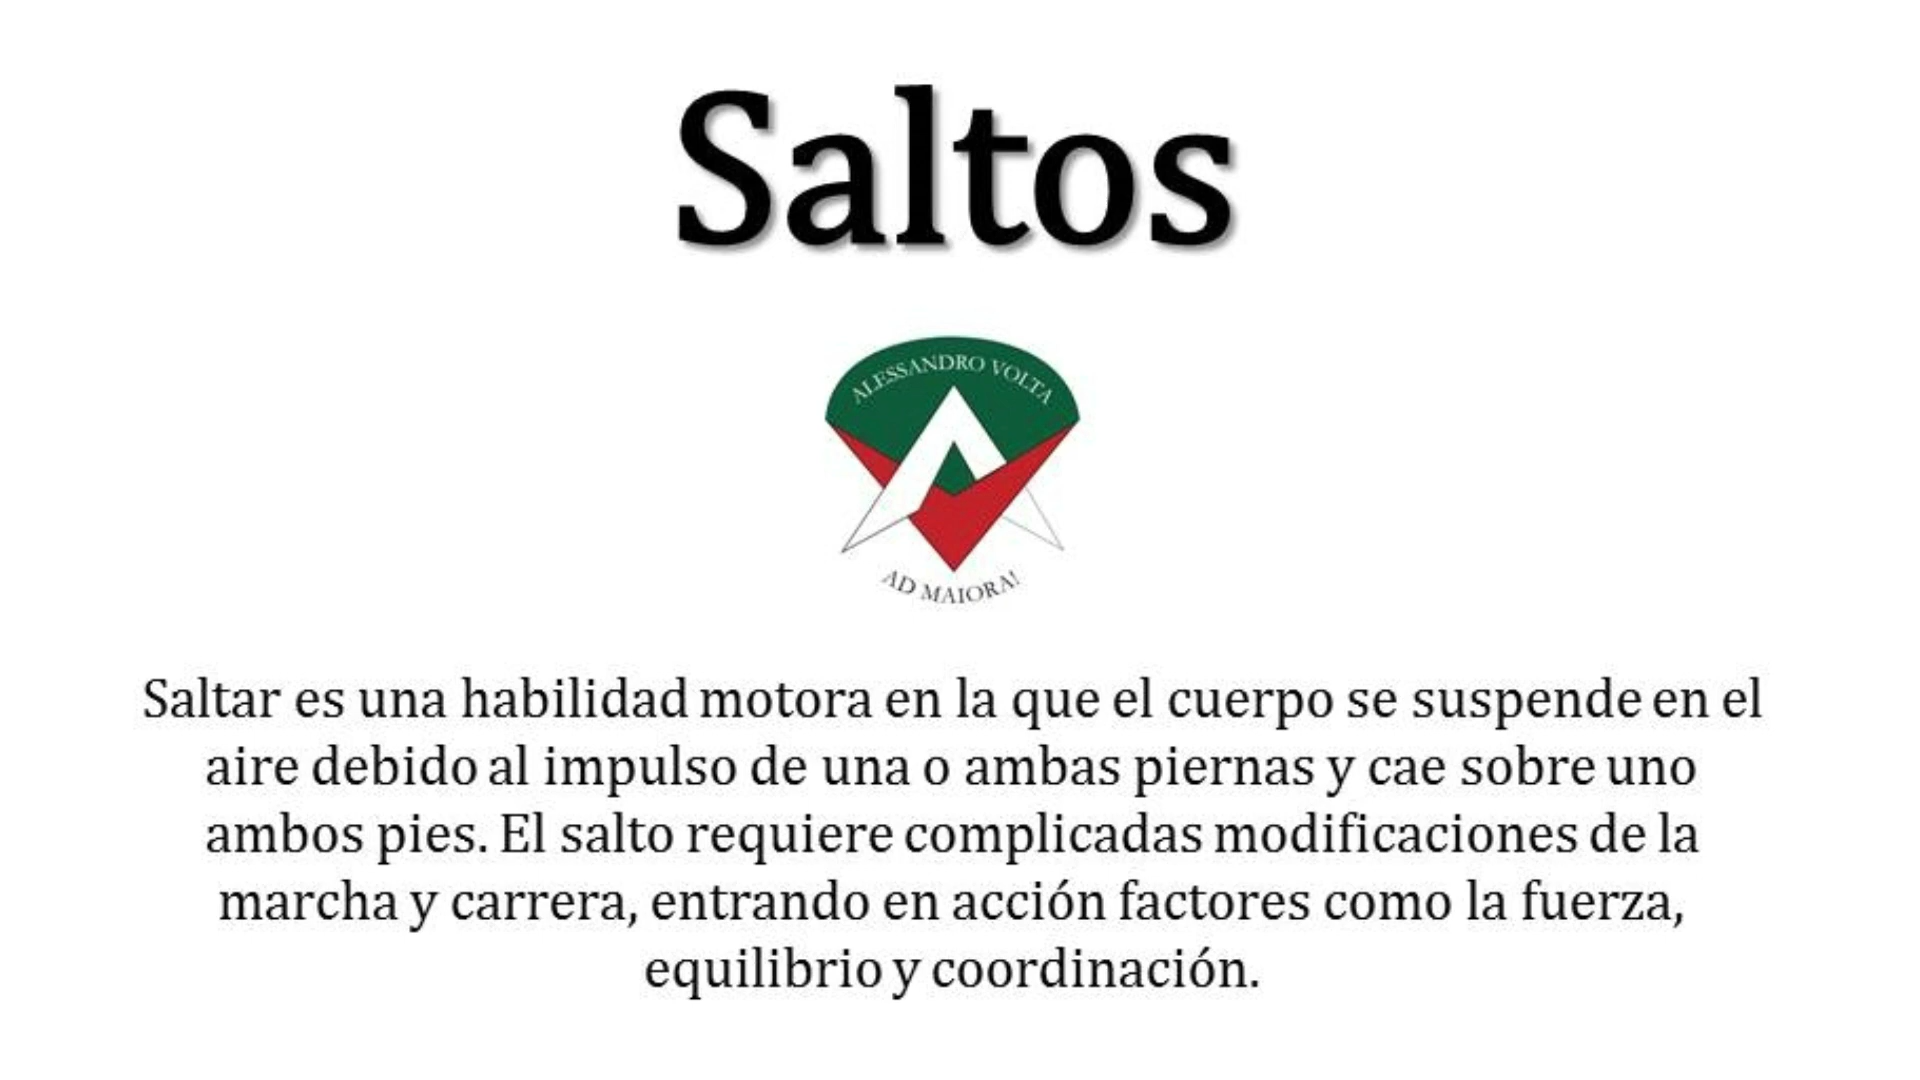 Saltos
ALESSANDRO VOLTA
AD MAIORA!
Saltar es una habilidad motora en la que el cuerpo se suspende en el
aire debido al impulso de una o ambas piernas y cae sobre uno
ambos pies. El salto requiere complicadas modificaciones de la
marcha y carrera, entrando en acción factores como la fuerza,
equilibrio y coordinación.